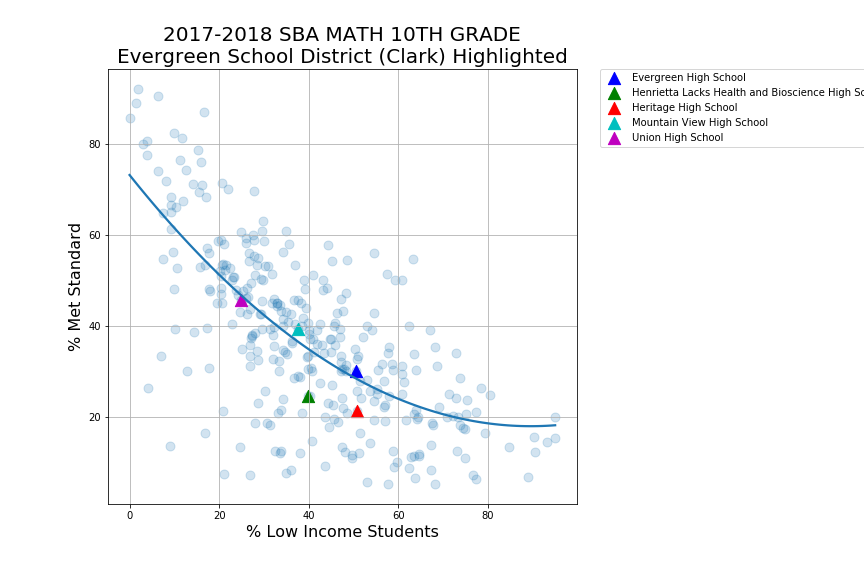 2017-2018 SBA MATH 10TH GRADE
Evergreen School District (Clark) Highlighted
Evergreen High School
Henrietta Lacks Health and Bioscience High
Heritage High School
Mountain View High School
Union High School
% Met Standard
80
60
40
20
0 20 40 60 80
% Low Income Students